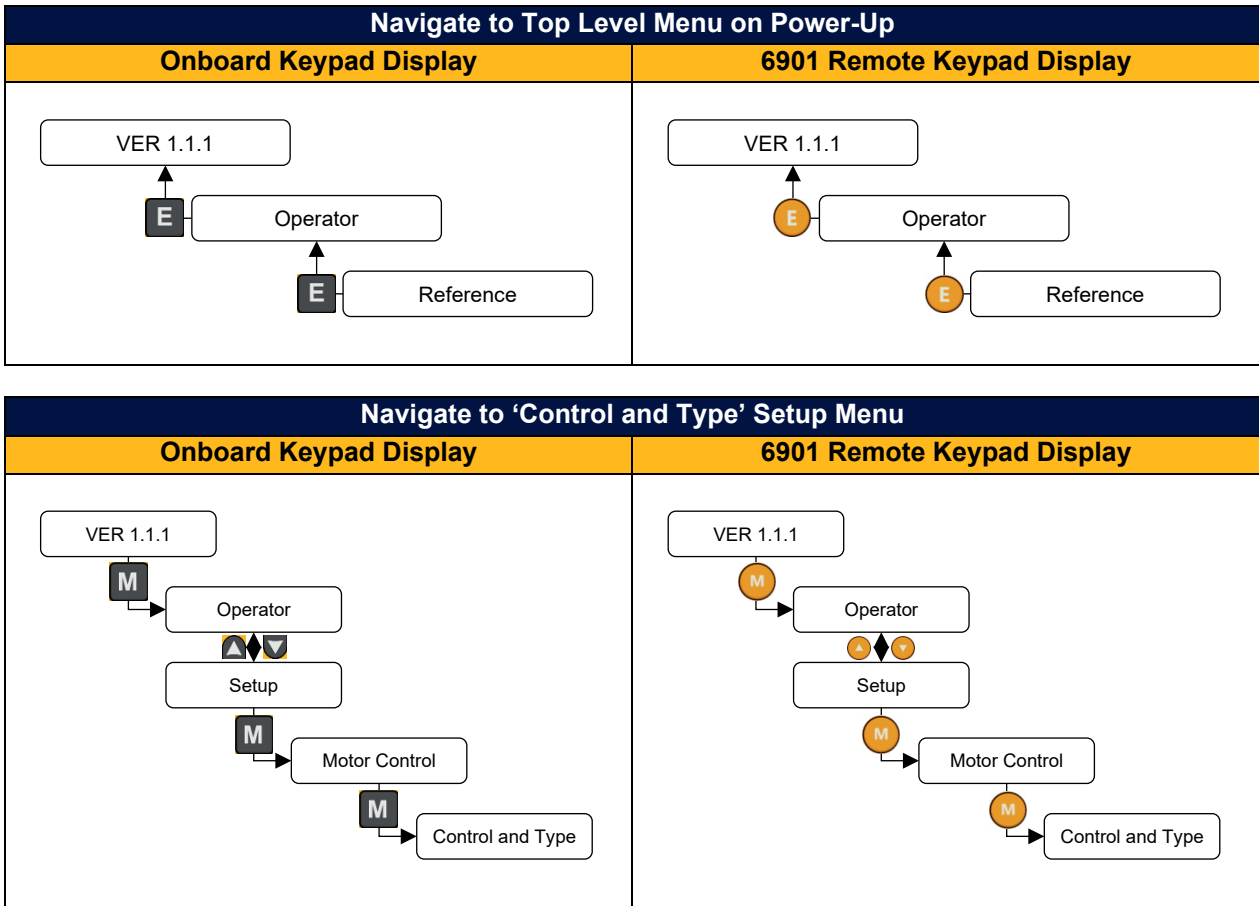 Navigate to Top Level Menu on Power-Up
Onboard Keypad Display
6901 Remote Keypad Display
VER 1.1.1
E
Operator
E
Reference
VER 1.1.1
E
Operator
E
Reference
Navigate to ‘Control and Type’ Setup Menu
Onboard Keypad Display
6901 Remote Keypad Display
VER 1.1.1
M
Operator
Setup
M
Motor Control
M
Control and Type
VER 1.1.1
M
Operator
Setup
M
Motor Control
M
Control and Type